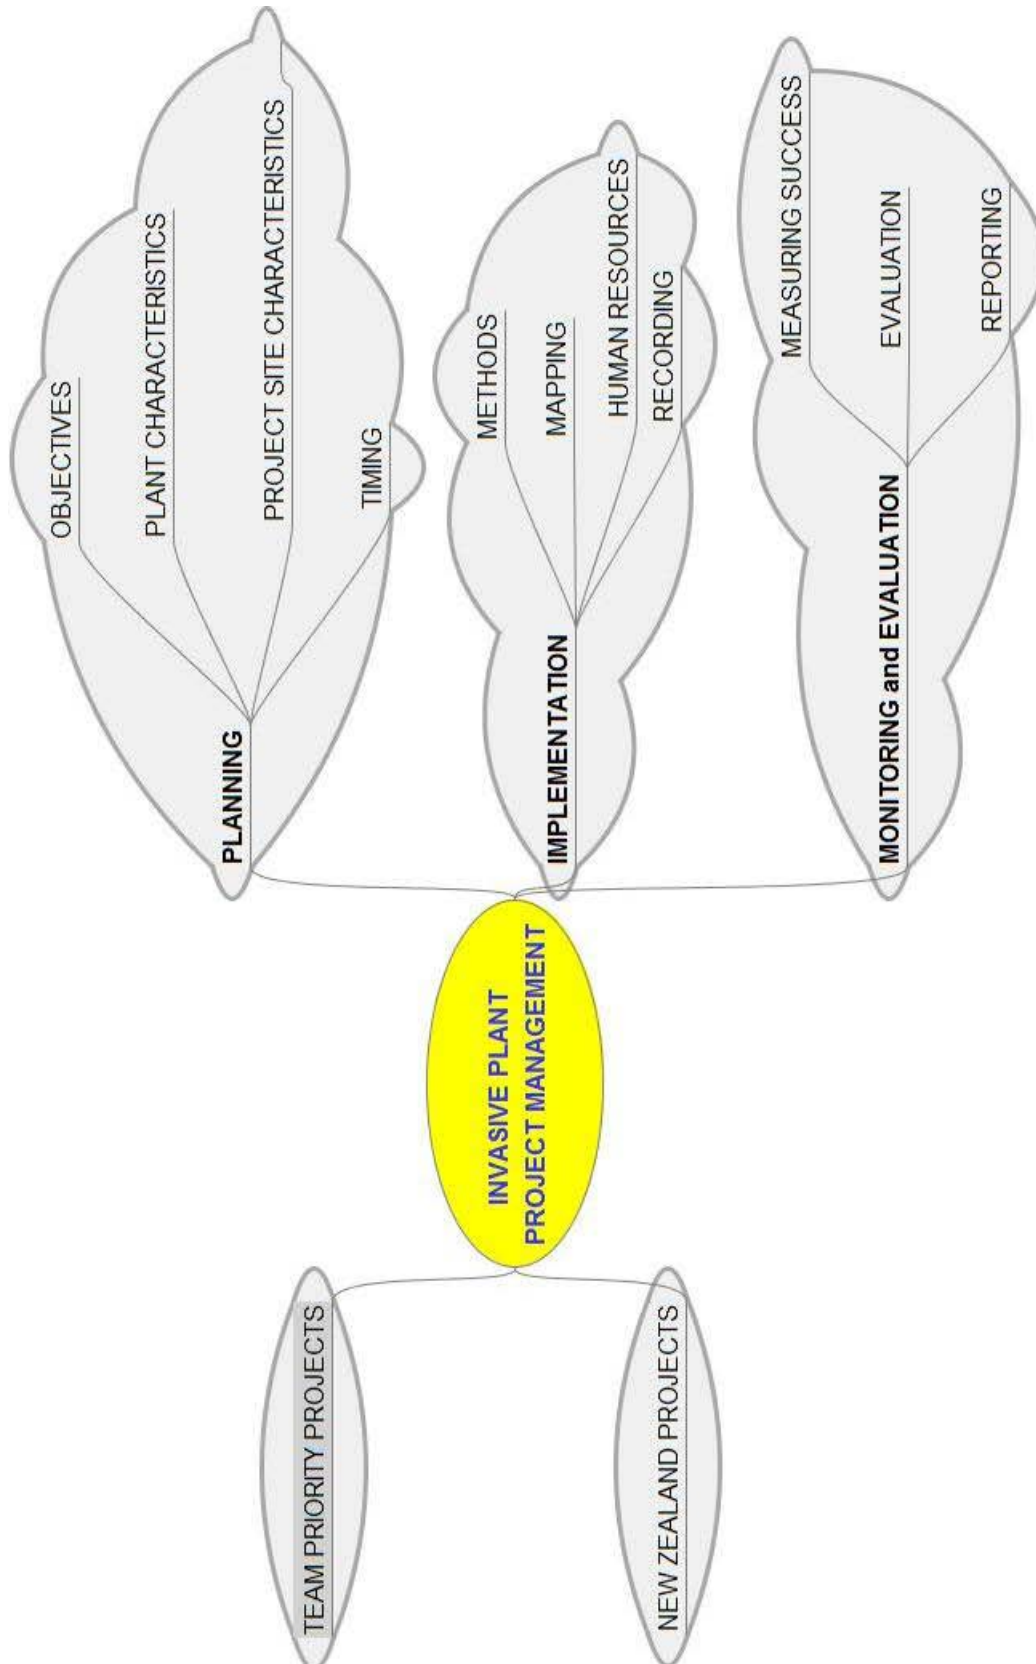 TEAM PRIORITY PROJECTS
NEW ZEALAND PROJECTS
INVASIVE PLANT
PROJECT MANAGEMENT
PLANNING
OBJECTIVES
PLANT CHARACTERISTICS
PROJECT SITE CHARACTERISTICS
TIMING
IMPLEMENTATION
METHODS
MAPPING
HUMAN RESOURCES
RECORDING
MONITORING and EVALUATION
MEASURING SUCCESS
EVALUATION
REPORTING